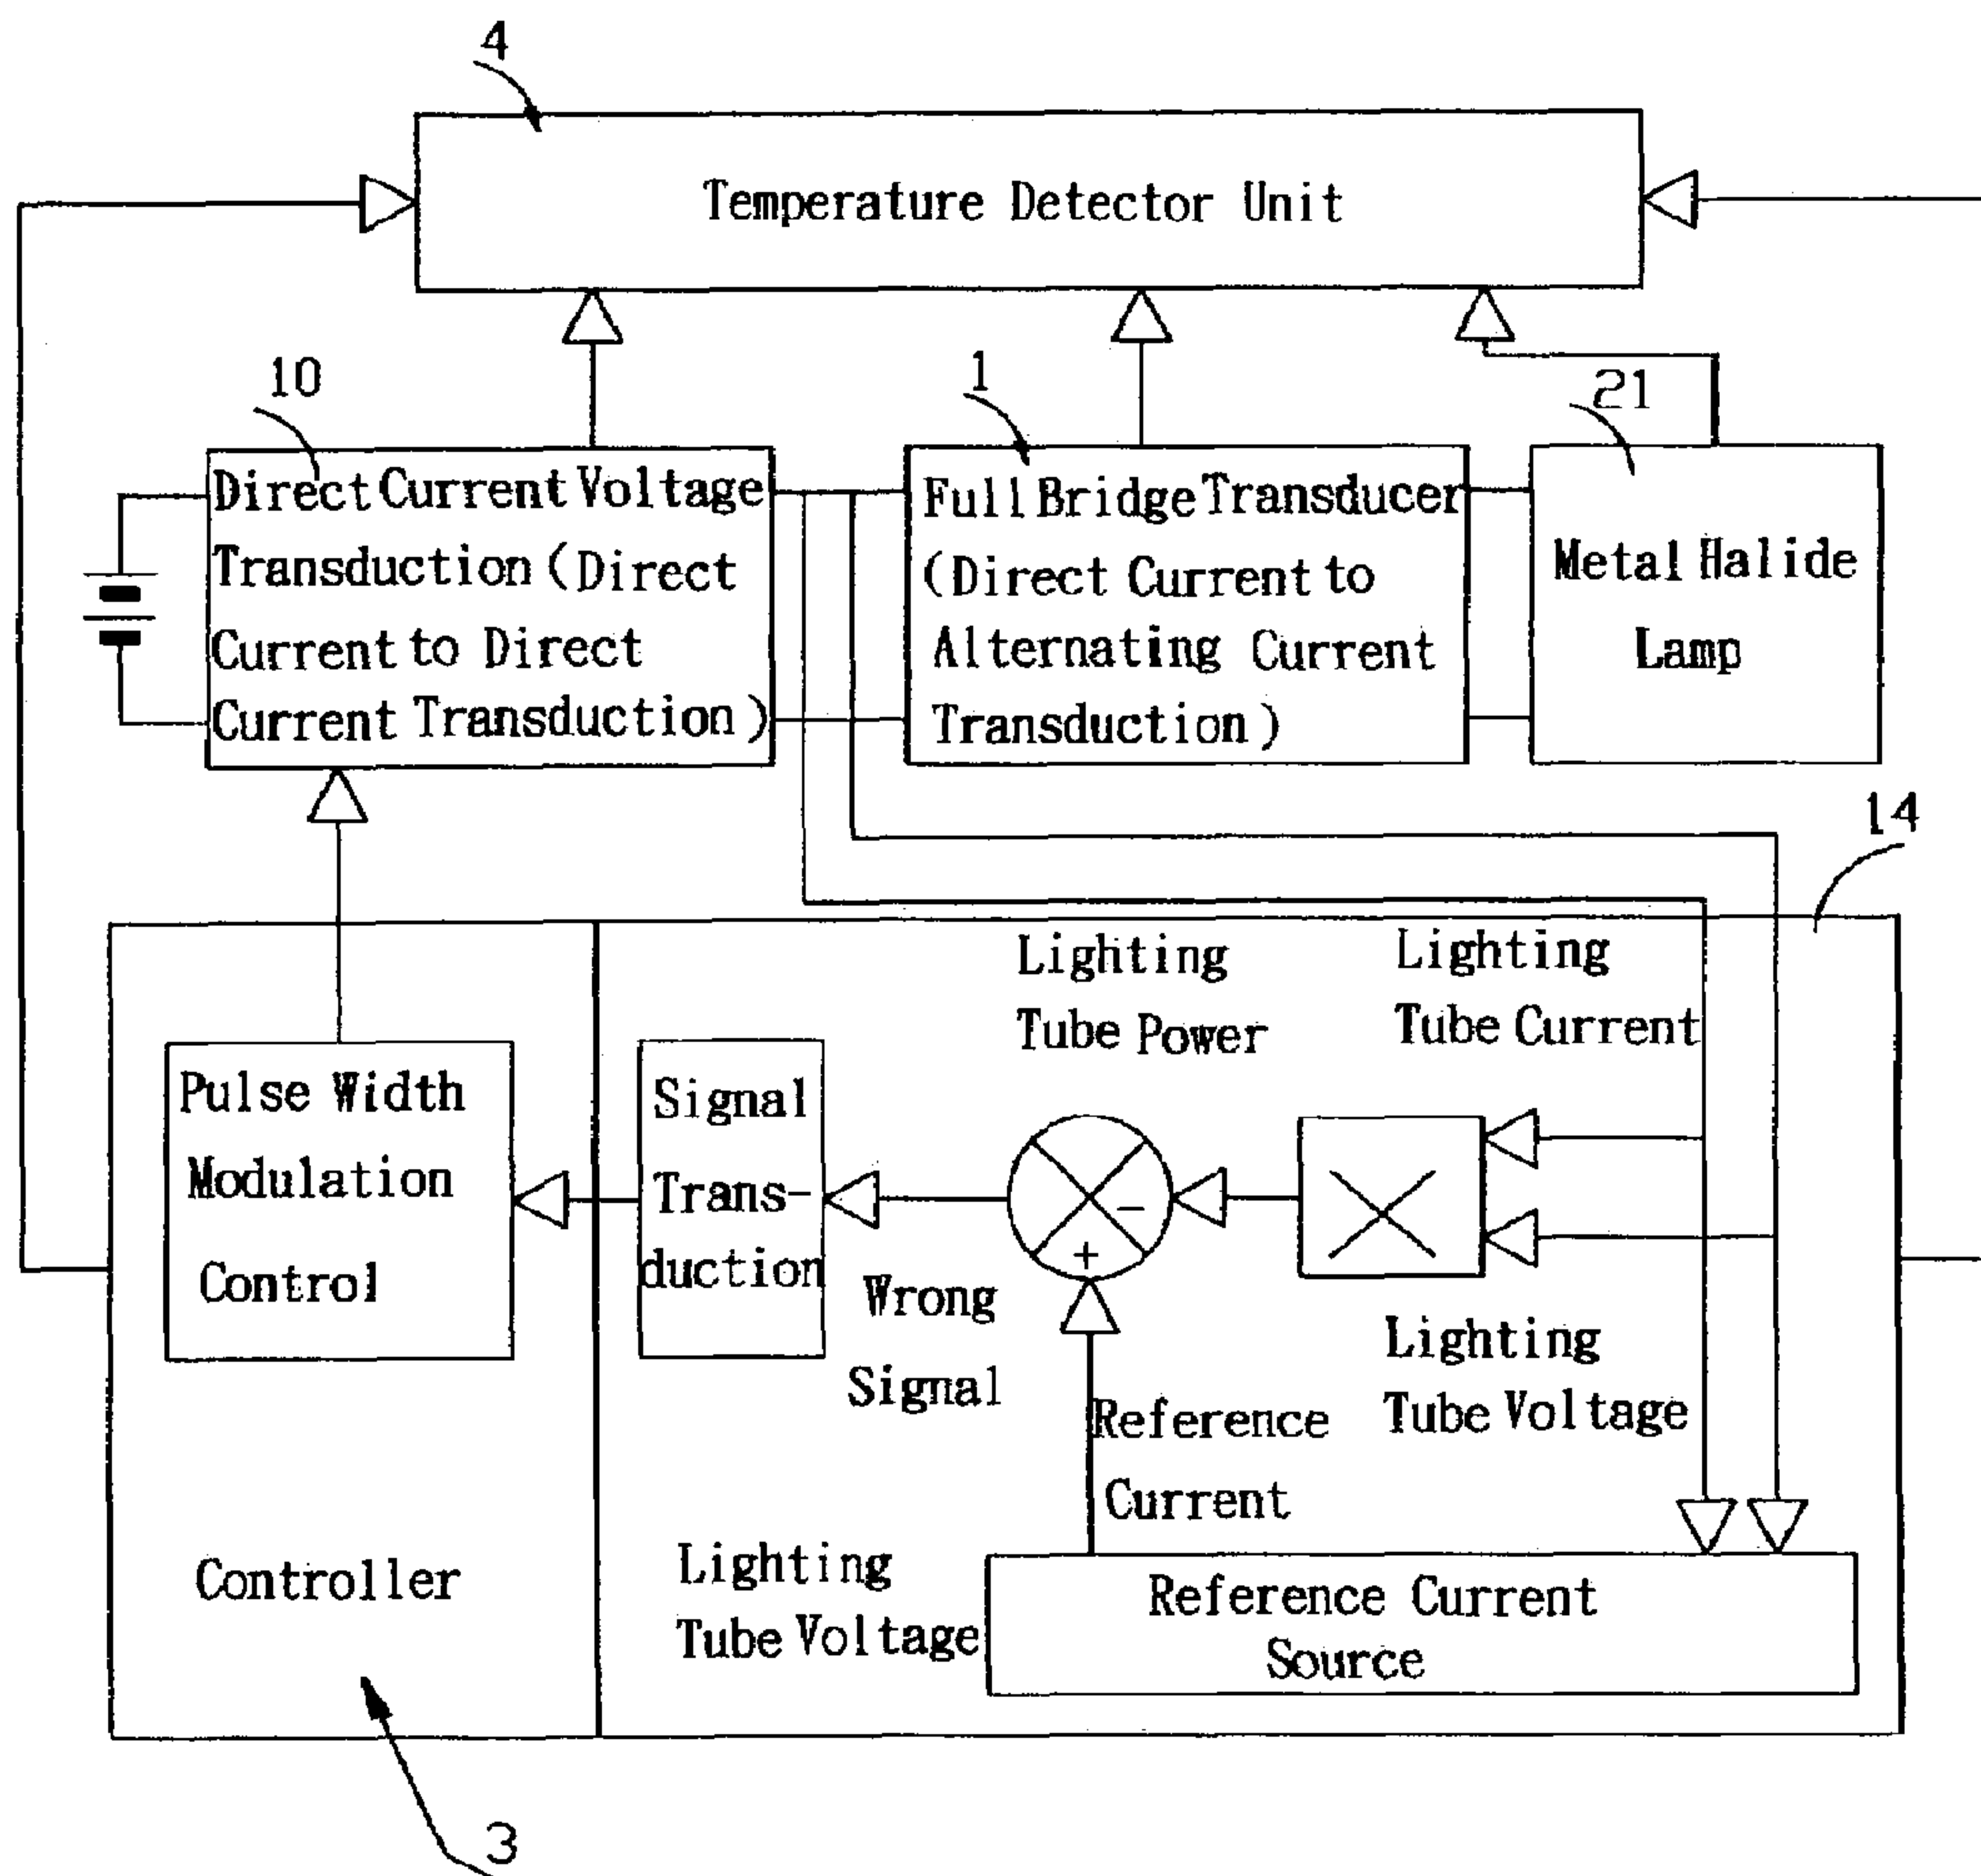 4
Temperature Detector Unit
10
1
21
Direct Current Voltage
Transduction (Direct
Current to Direct
Current Transduction)
Full Bridge Transducer
(Direct Current to
Alternating Current
Transduction)
Metal Halide
Lamp
14
Lighting
Tube Power
Lighting
Tube Current
Pulse Width
Modulation
Control
Signal
Trans-
duction
-
+
Wrong
Signal
Lighting
Tube Voltage
Reference
Current
Controller
Lighting
Tube Voltage
Reference Current
Source
3